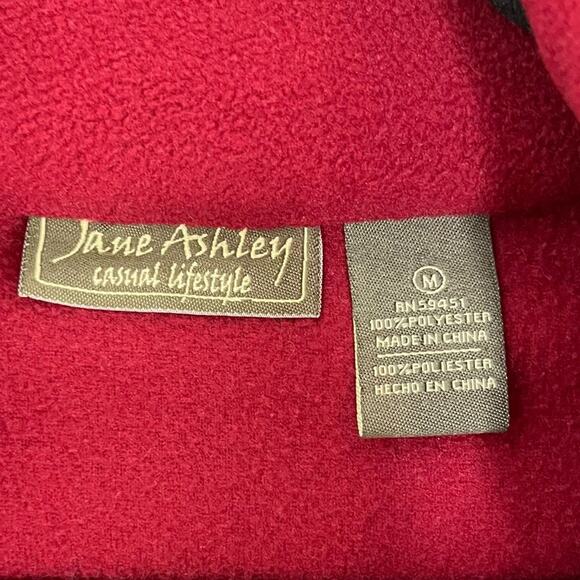 Jane Ashley
casual lifestyle
M
RN59451
100%POLYESTER
MADE IN CHINA
100%POLIESTER
HECHO EN CHINA